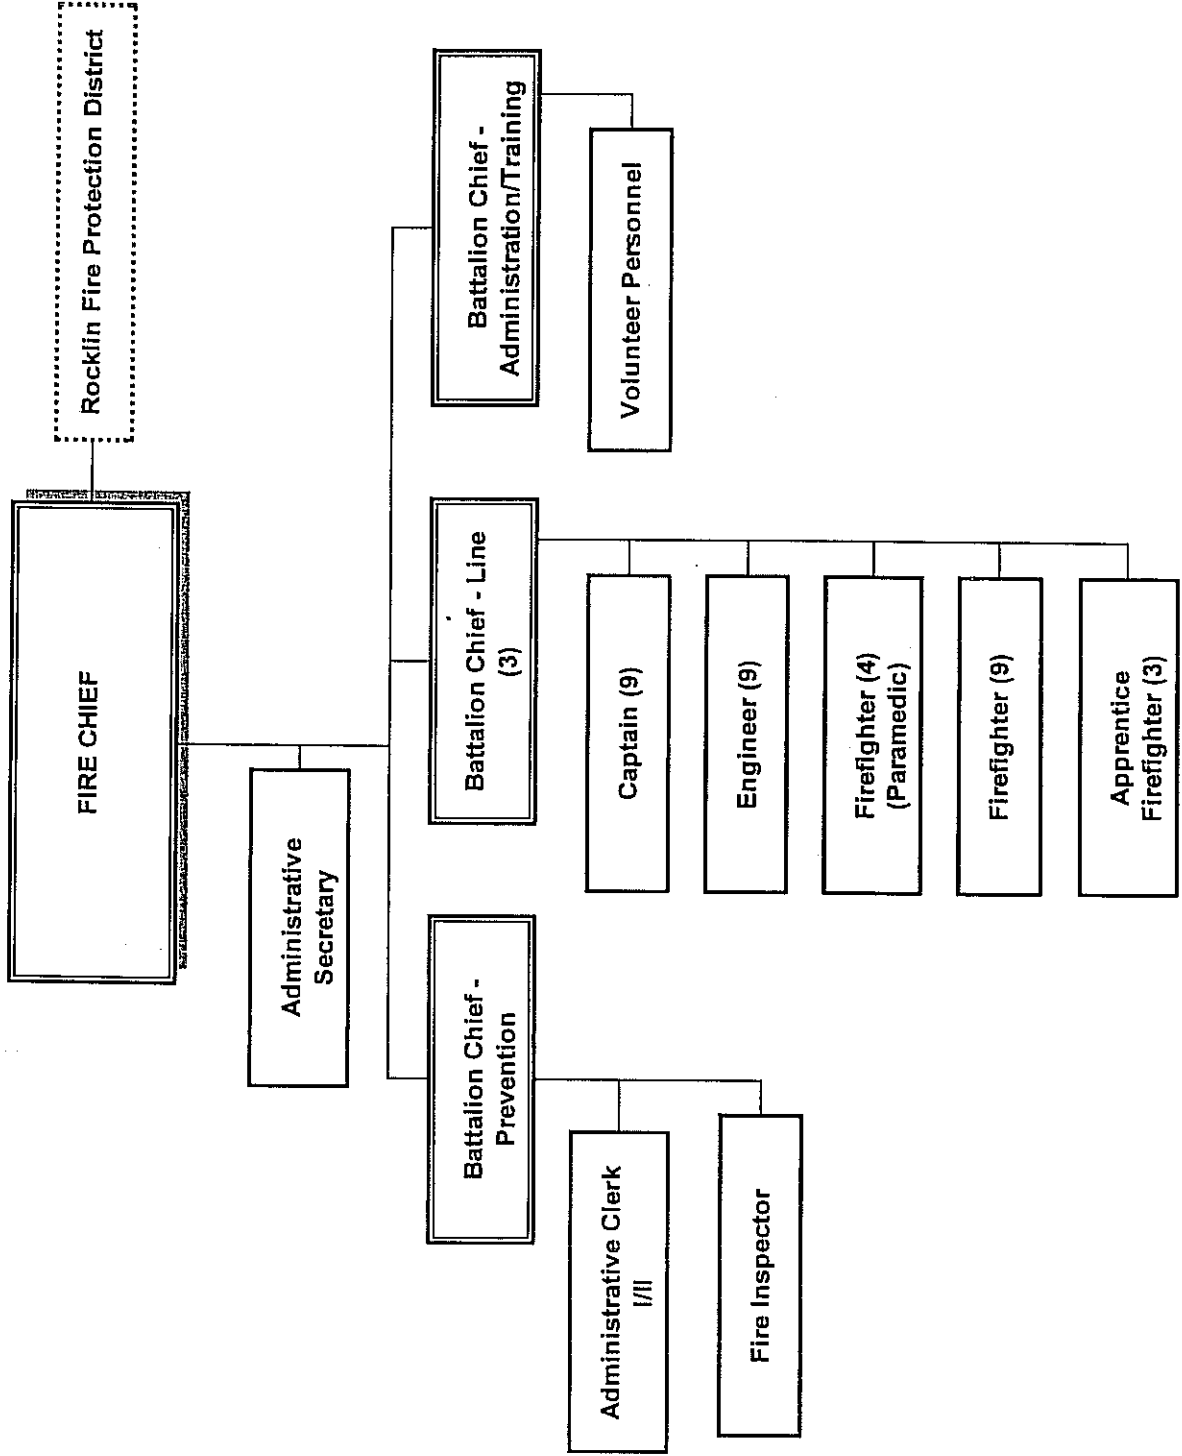 Rocklin Fire Protection District
FIRE CHIEF
Administrative
Secretary
Battalion Chief -
Prevention
Battalion Chief - Line
(3)
Battalion Chief -
Administration/Training
Administrative Clerk
I/II
Fire Inspector
Captain (9)
Engineer (9)
Firefighter (4)
(Paramedic)
Firefighter (9)
Apprentice
Firefighter (3)
Volunteer Personnel